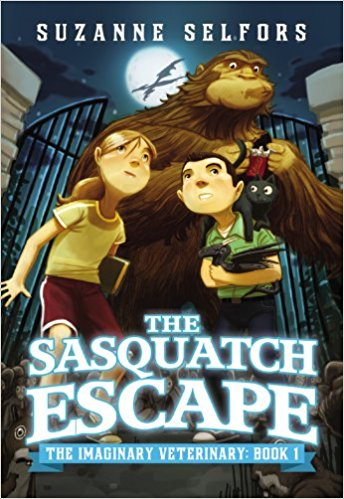 SUZANNE SELFORS
THE
SASQUATCH
ESCAPE
THE IMAGINARY VETERINARY: BOOK 1